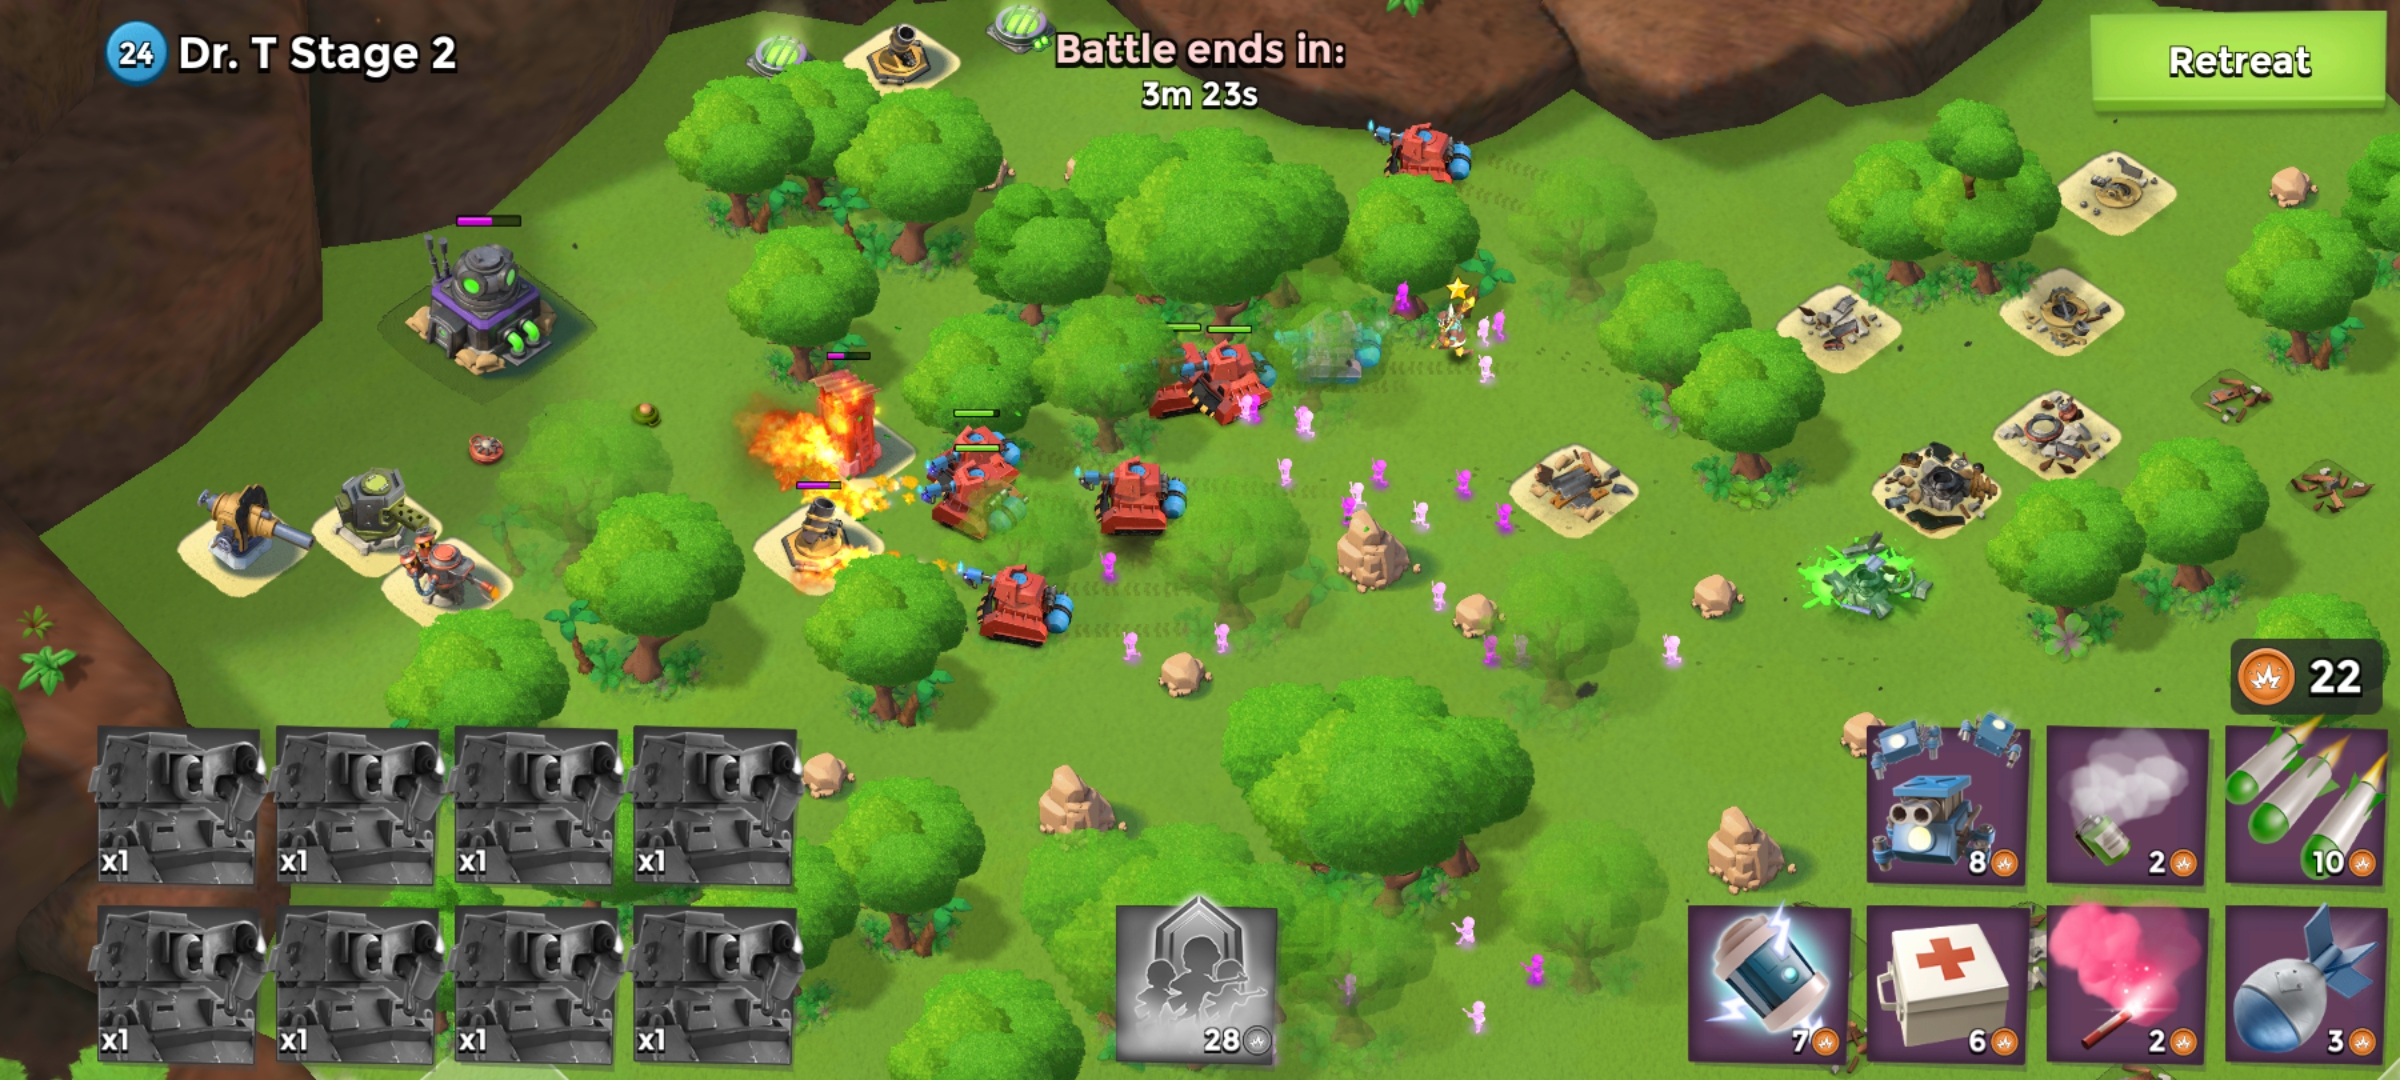 24 Dr. T Stage 2
Battle ends in:
3m 23s
Retreat
22
x1 x1 x1 x1
8 2 10
x1 x1 x1 x1
28
7 6 2 3